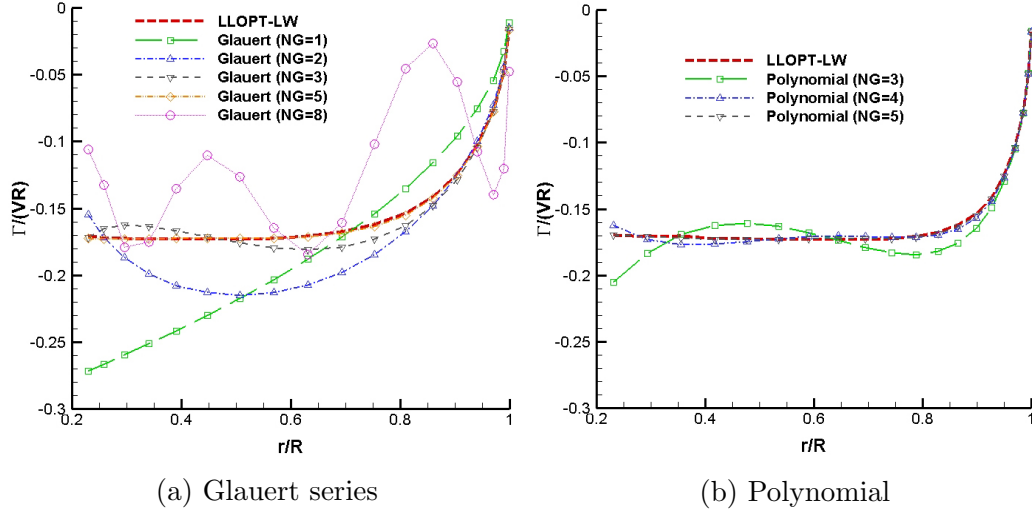 0
-0.05
-0.1
-0.15
-0.2
-0.25
-0.3
Γ/(VR)
LLOPT-LW
Glauert (NG=1)
Glauert (NG=2)
Glauert (NG=3)
Glauert (NG=5)
Glauert (NG=8)
0.2 0.4 0.6 0.8 1
r/R
(a) Glauert series
0
-0.05
-0.1
-0.15
-0.2
-0.25
-0.3
Γ/(VR)
LLOPT-LW
Polynomial (NG=3)
Polynomial (NG=4)
Polynomial (NG=5)
0.2 0.4 0.6 0.8 1
r/R
(b) Polynomial